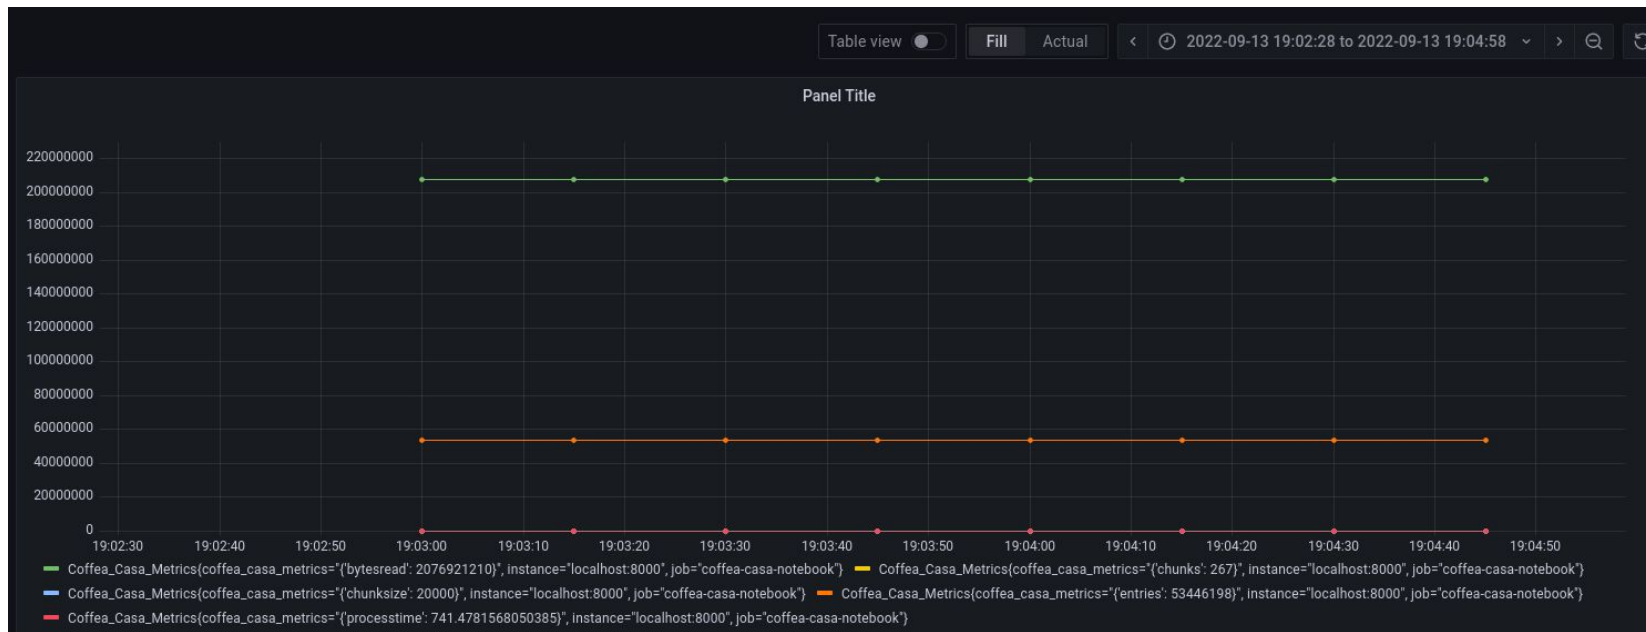 Table view Fill Actual 2022-09-13 19:02:28 to 2022-09-13 19:04:58
Panel Title
220000000
200000000
180000000
160000000
140000000
120000000
100000000
80000000
60000000
40000000
20000000
0
19:02:30 19:02:40 19:02:50 19:03:00 19:03:10 19:03:20 19:03:30 19:03:40 19:03:50 19:04:00 19:04:10 19:04:20 19:04:30 19:04:40 19:04:50
Coffea_Casa_Metrics{coffea_casa_metrics="{'bytesread': 2076921210}", instance="localhost:8000", job="coffea-casa-notebook"} Coffea_Casa_Metrics{coffea_casa_metrics="{'chunks': 267}", instance="localhost:8000", job="coffea-casa-notebook"}
Coffea_Casa_Metrics{coffea_casa_metrics="{'chunksize': 20000}", instance="localhost:8000", job="coffea-casa-notebook"} Coffea_Casa_Metrics{coffea_casa_metrics="{'entries': 53446198}", instance="localhost:8000", job="coffea-casa-notebook"}
Coffea_Casa_Metrics{coffea_casa_metrics="{'processtime': 741.4781568050385}", instance="localhost:8000", job="coffea-casa-notebook"}